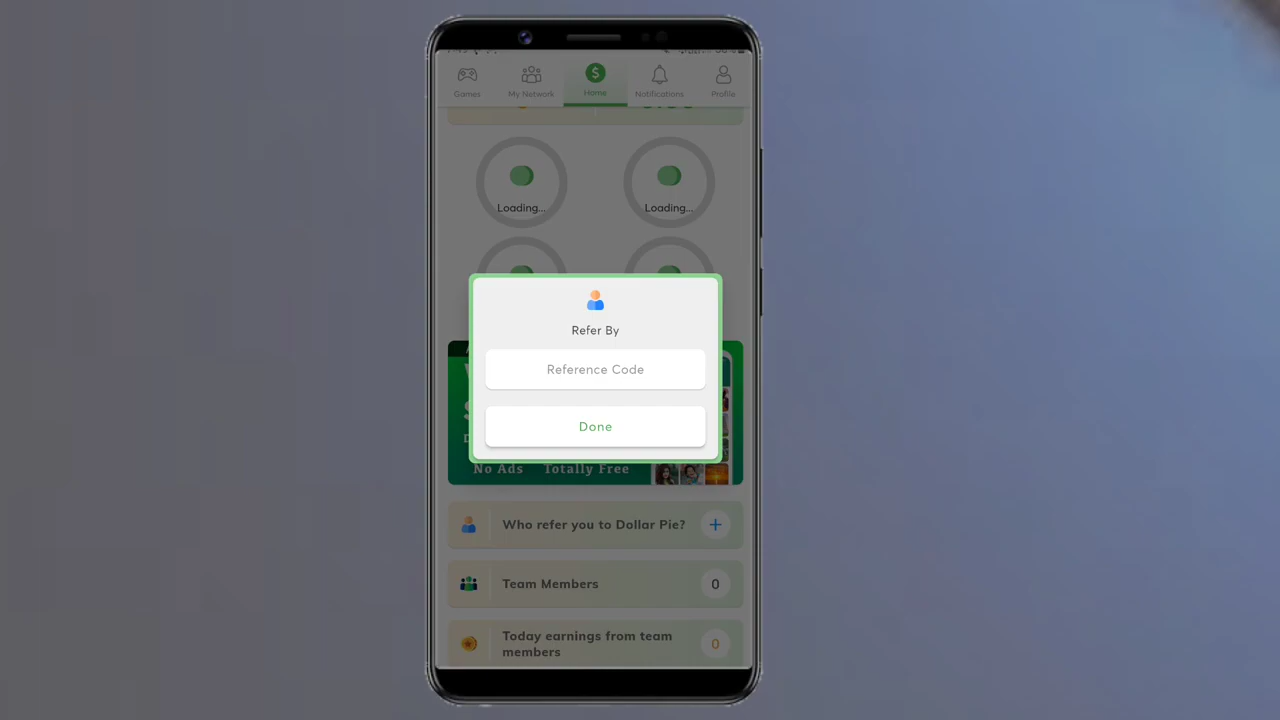 Games
My Network
Home
Notifications
Profile
Loading...
Loading...
Refer By
Reference Code
Done
No Ads Totally Free
Who refer you to Dollar Pie?
Team Members
0
Today earnings from team
members
0